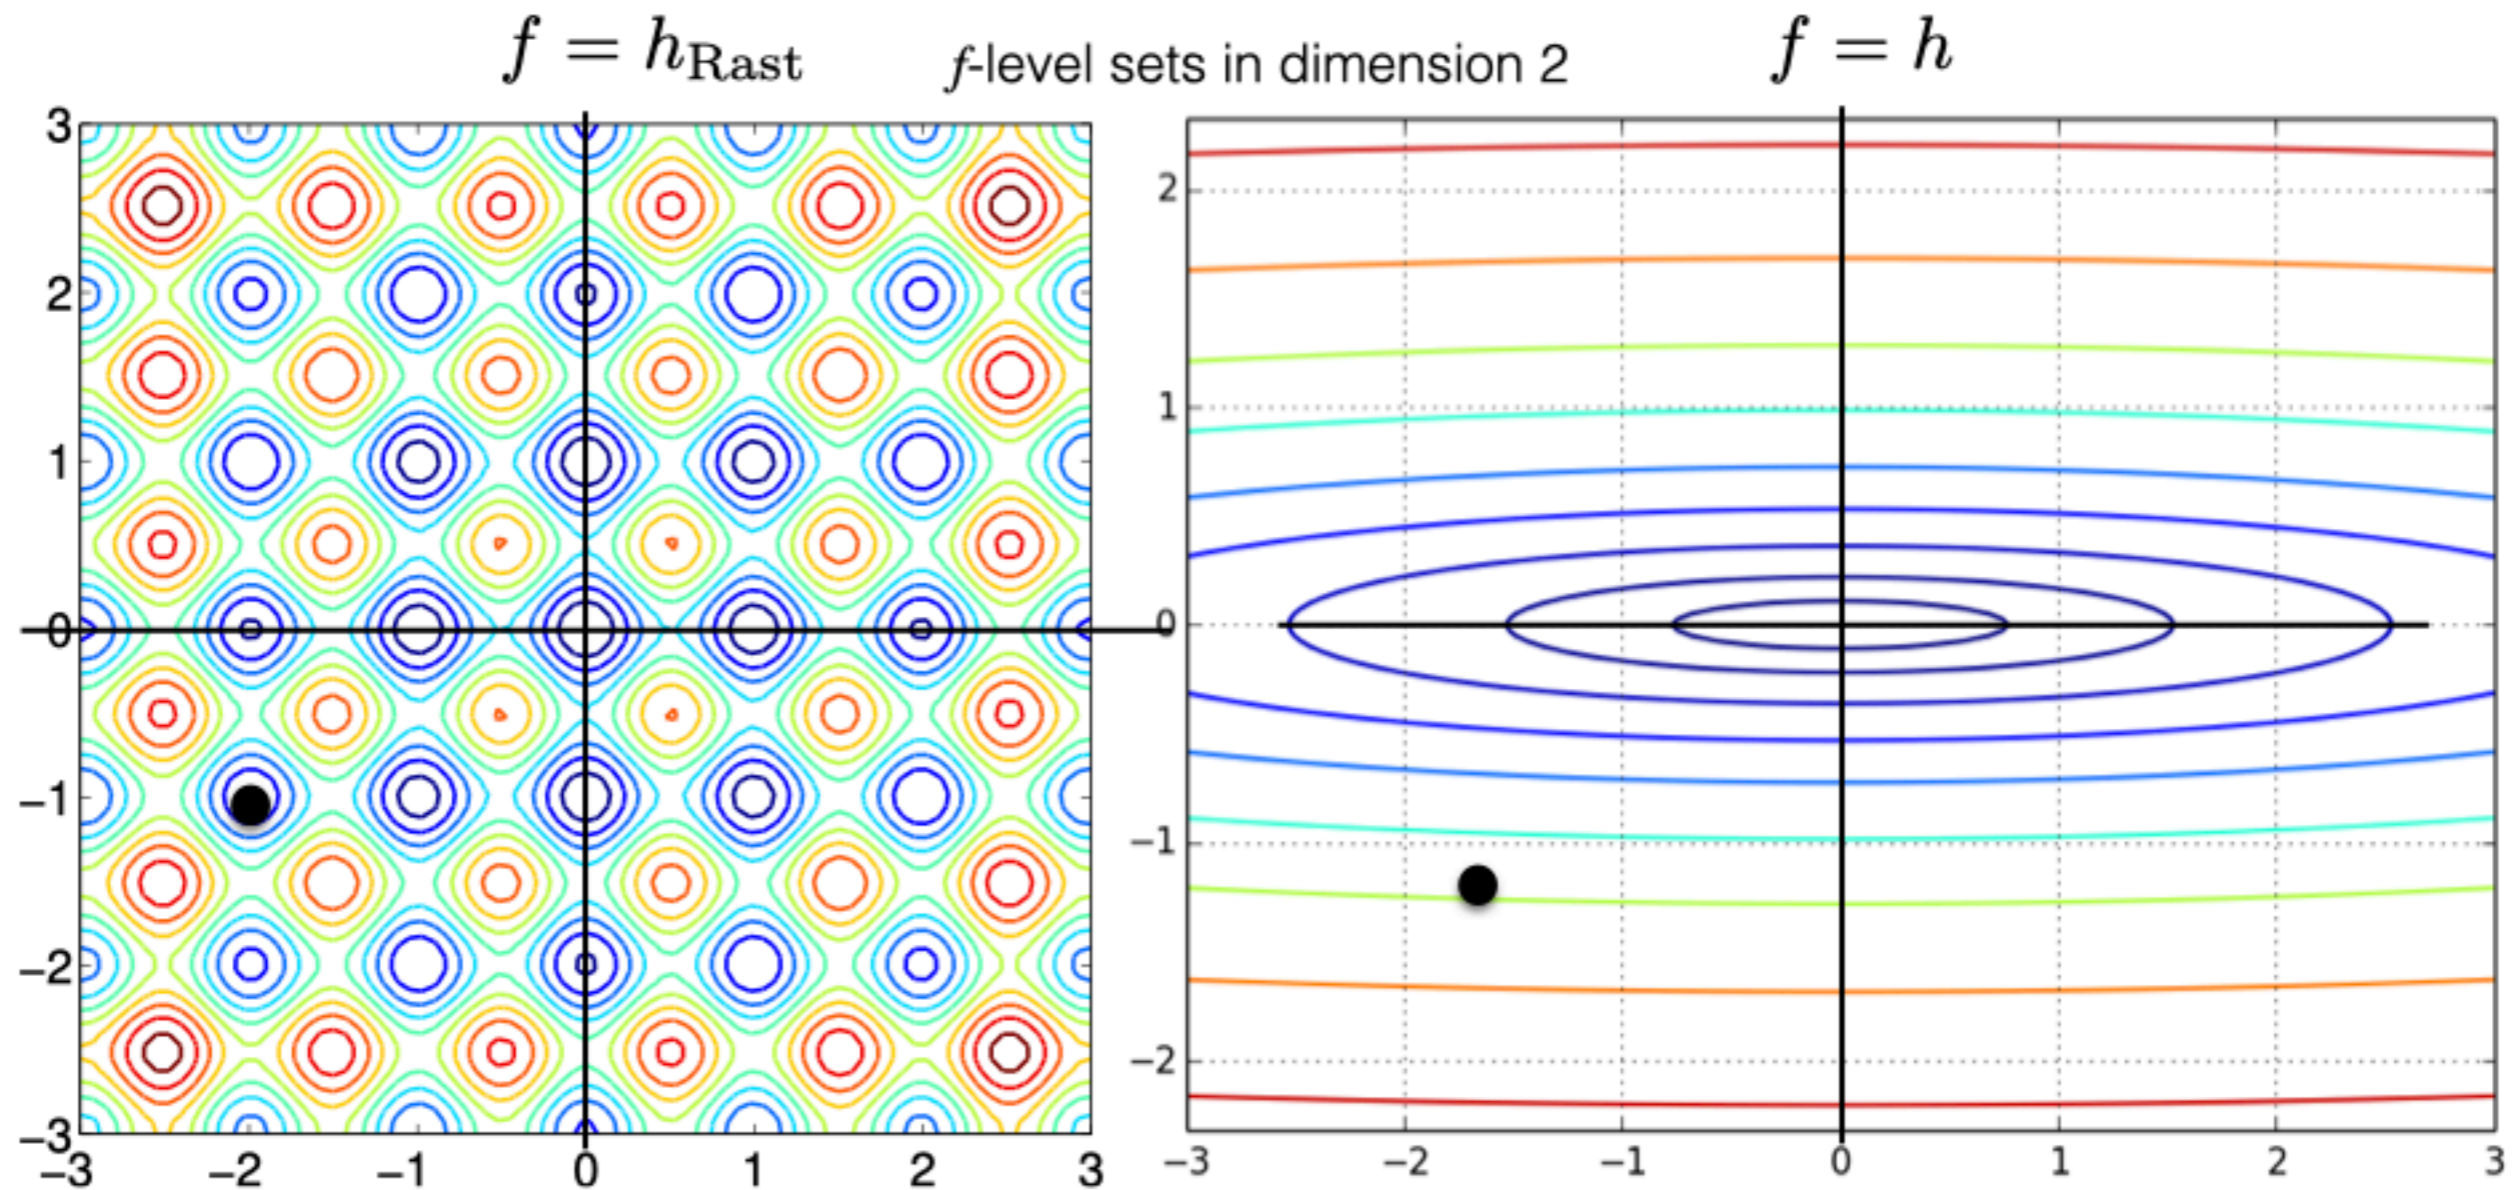 f = h_Rast
f-level sets in dimension 2
f = h
3
2
1
0
−1
−2
−3
−3 −2 −1 0 1 2 3
2
1
0
−1
−2
−3 −2 −1 0 1 2 3